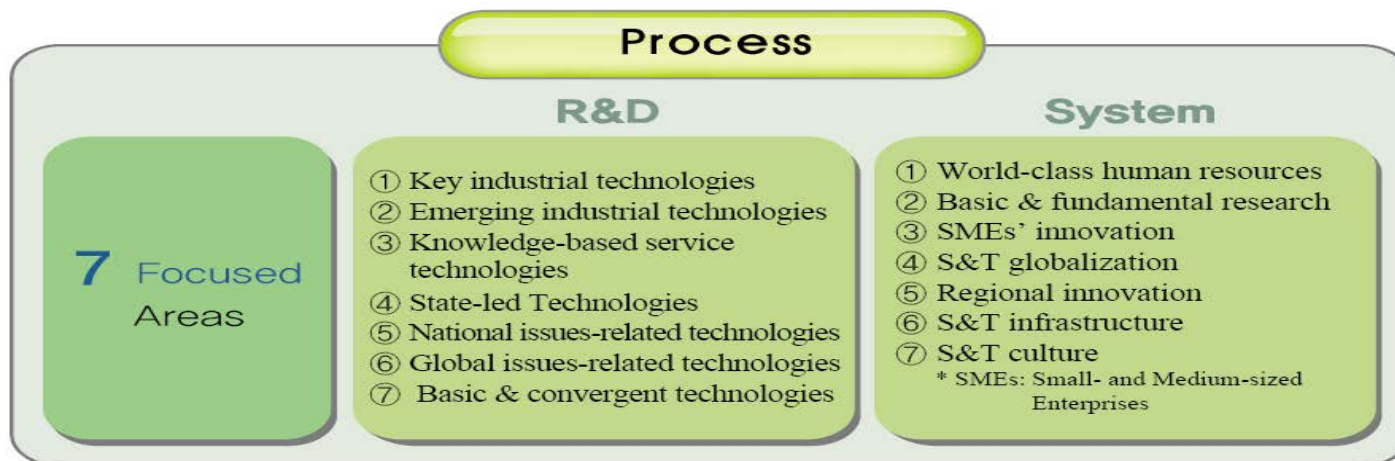 Process
R&D
System
7 Focused
Areas
① Key industrial technologies
② Emerging industrial technologies
③ Knowledge-based service
technologies
④ State-led Technologies
⑤ National issues-related technologies
⑥ Global issues-related technologies
⑦ Basic & convergent technologies
① World-class human resources
② Basic & fundamental research
③ SMEs’ innovation
④ S&T globalization
⑤ Regional innovation
⑥ S&T infrastructure
⑦ S&T culture
* SMEs: Small- and Medium-sized
Enterprises